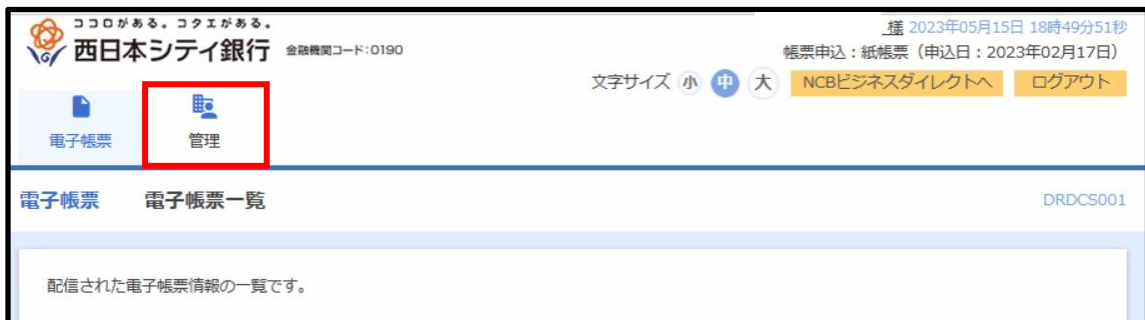 ココロがある。コタエがある。
西日本シティ銀行 金融機関コード:0190
様 2023年05月15日 18時49分51秒
帳票申込:紙帳票(申込日:2023年02月17日)
文字サイズ 小 中 大 NCBビジネスダイレクトへ ログアウト
電子帳票 管理
電子帳票 電子帳票一覧 DRDCS001
配信された電子帳票情報の一覧です。